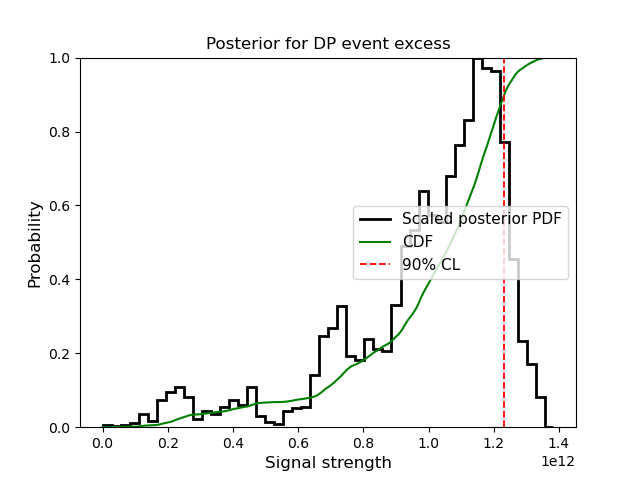 Posterior for DP event excess
1.0
0.8
0.6
0.4
0.2
0.0
Probability
Scaled posterior PDF
CDF
90% CL
0.0 0.2 0.4 0.6 0.8 1.0 1.2 1.4
1e12
Signal strength